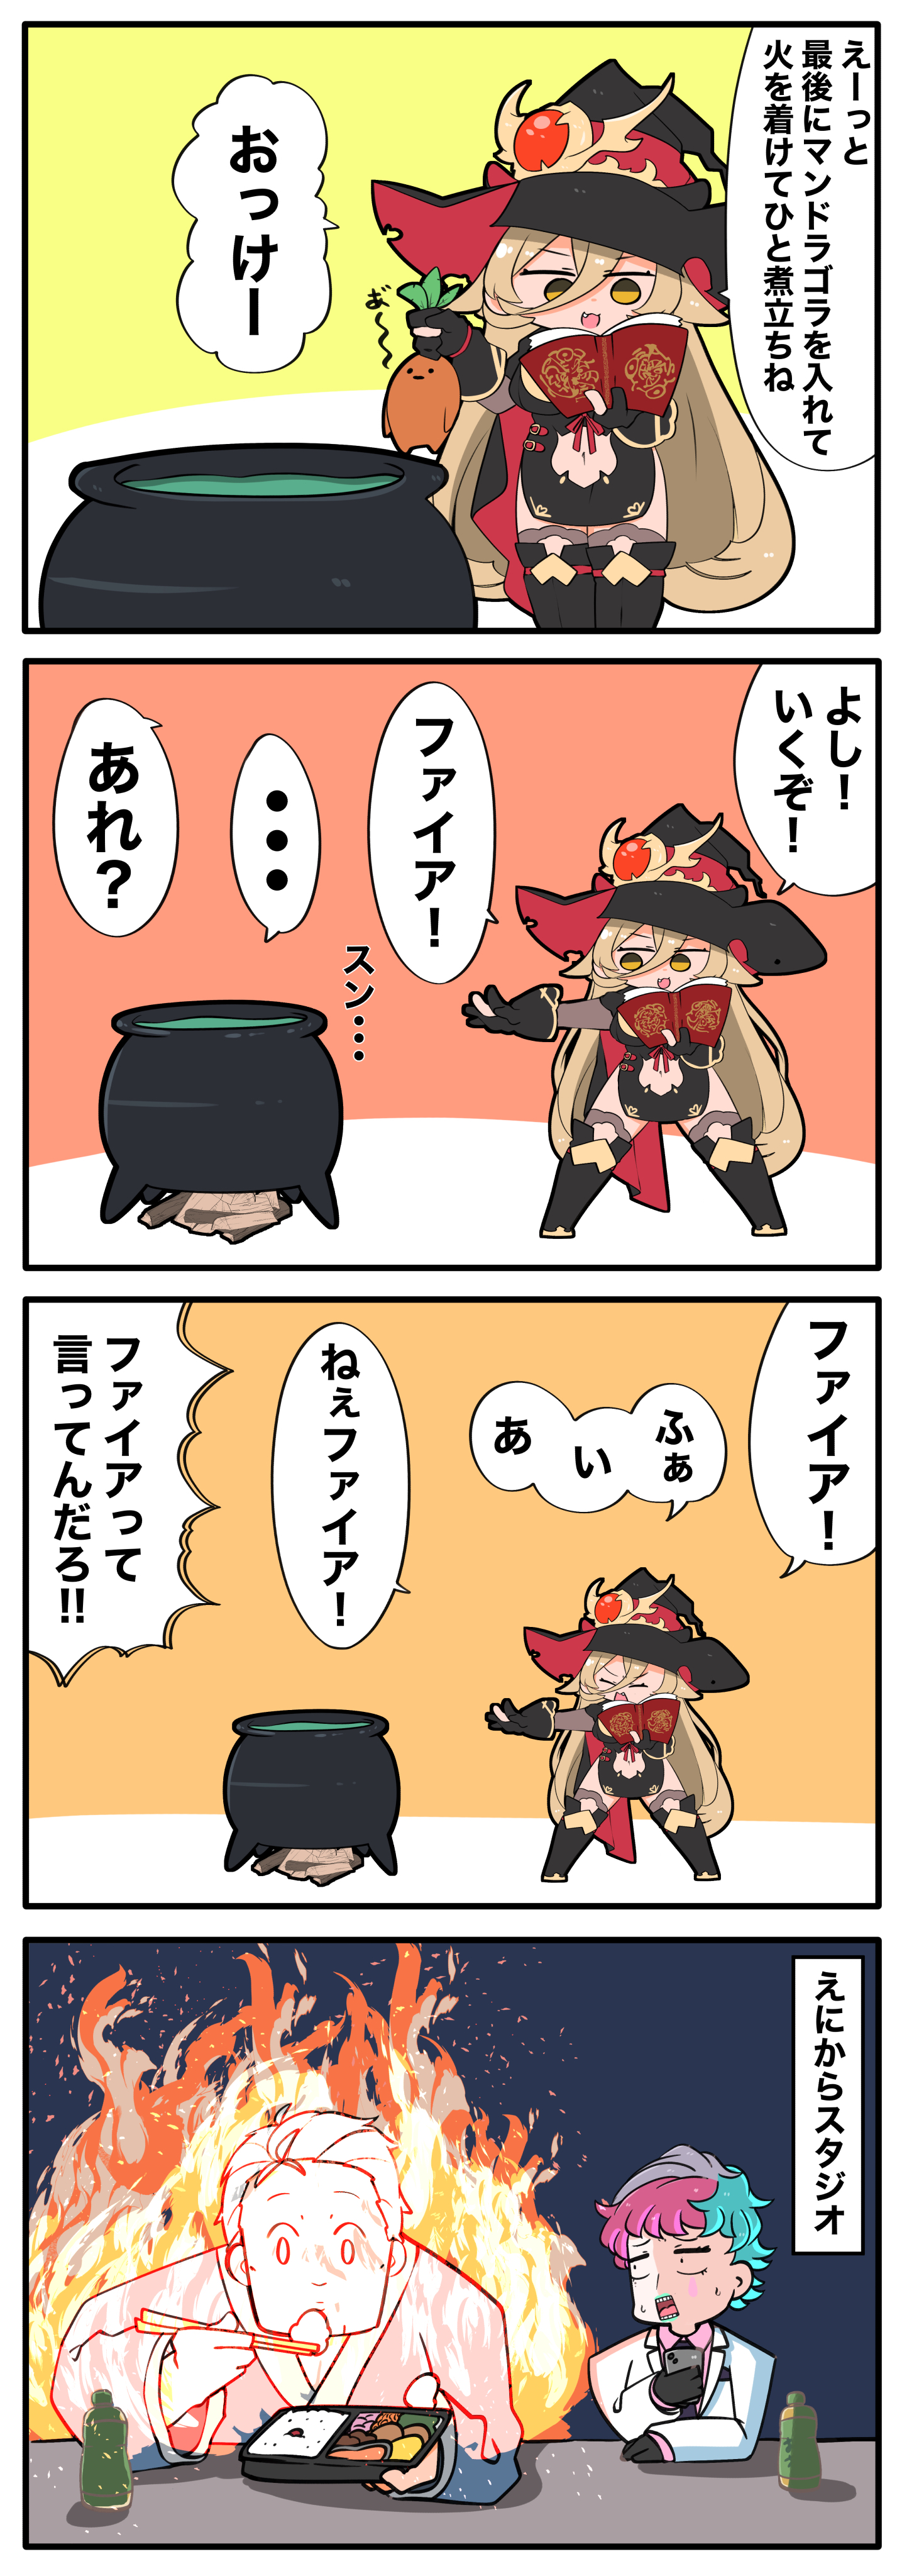 えーっと
最後にマンドラゴラを入れて
火を着けてひと煮立ちね
お゛〜
おっけー
よし！
いくぞ！
ファイア！
スン・・・
・・・
あれ？
ファイア！
ふぁ
い
あ
ねぇファイア！
ファイアって
言ってんだろ!!
えにからスタジオ